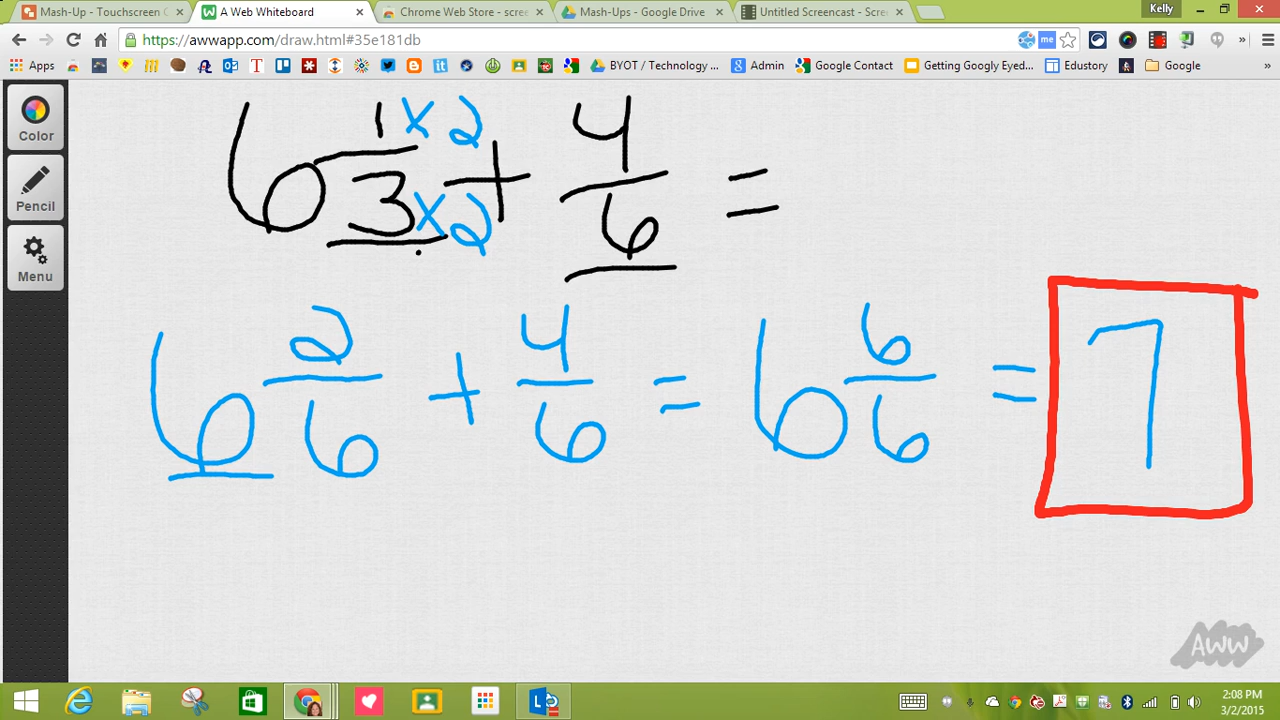 Mash-Up - Touchscreen C
A Web Whiteboard
Chrome Web Store - scree
Mash-Ups - Google Drive
Untitled Screencast - Scre
Kelly
https://awwapp.com/draw.html#35e181db
Apps
BYOT / Technology ...
Admin
Google Contact
Getting Googly Eyed...
Edustory
Google
Color
Pencil
Menu
6 1/3 x 2 / x 2 + 4/6 =
6 2/6 + 4/6 = 6 6/6 = 7
AWW
2:08 PM
3/2/2015